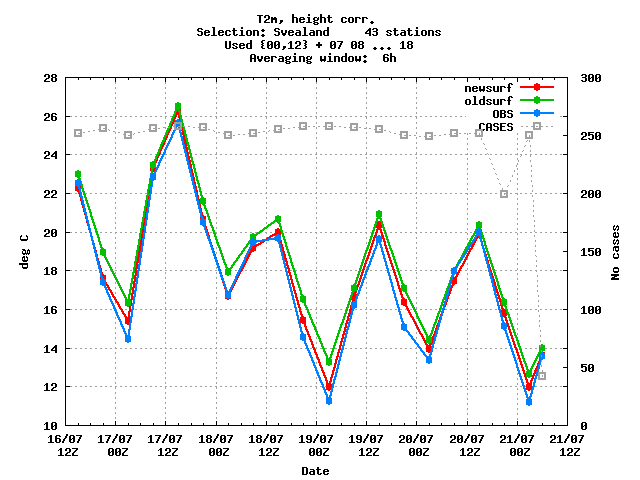 T2m, height corr.
Selection: Svealand     43 stations
Used {00,12} + 07 08 ... 18
Averaging window:  6h
28
26
24
22
20
18
16
14
12
10
deg C
300
250
200
150
100
50
0
No cases
newsurf
oldsurf
OBS
CASES
16/07 17/07 17/07 18/07 18/07 19/07 19/07 20/07 20/07 21/07 21/07
12Z 00Z 12Z 00Z 12Z 00Z 12Z 00Z 12Z 00Z 12Z
Date